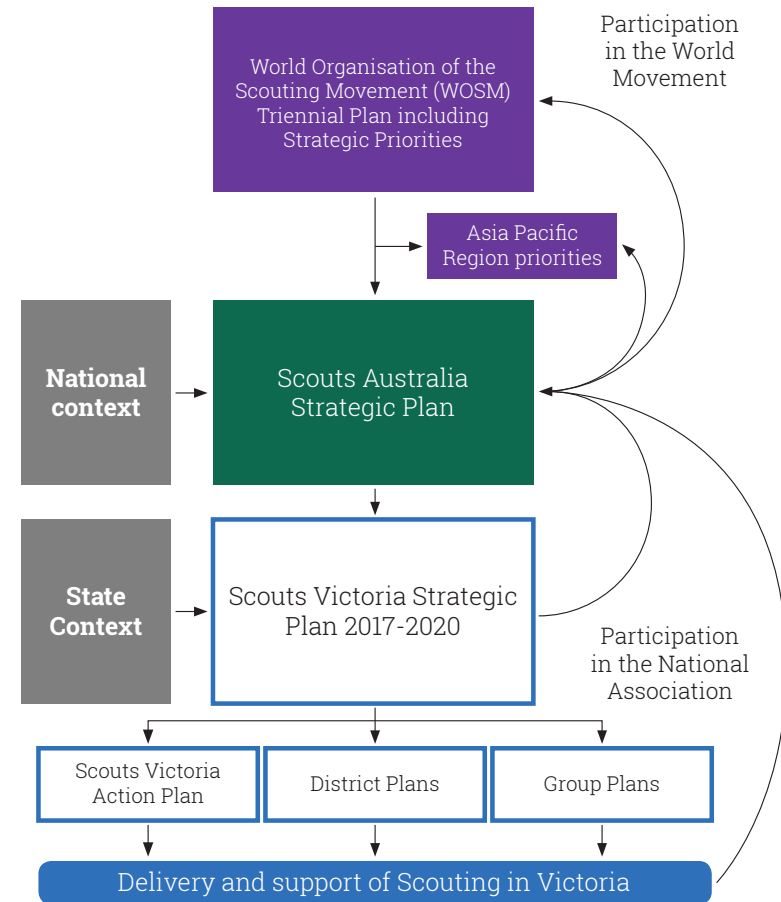 Participation
in the World
Movement
World Organisation of the
Scouting Movement (WOSM)
Triennial Plan including
Strategic Priorities
Asia Pacific
Region priorities
National
context
Scouts Australia
Strategic Plan
State
Context
Scouts Victoria Strategic
Plan 2017-2020
Participation
in the National
Association
Scouts Victoria
Action Plan
District Plans
Group Plans
Delivery and support of Scouting in Victoria